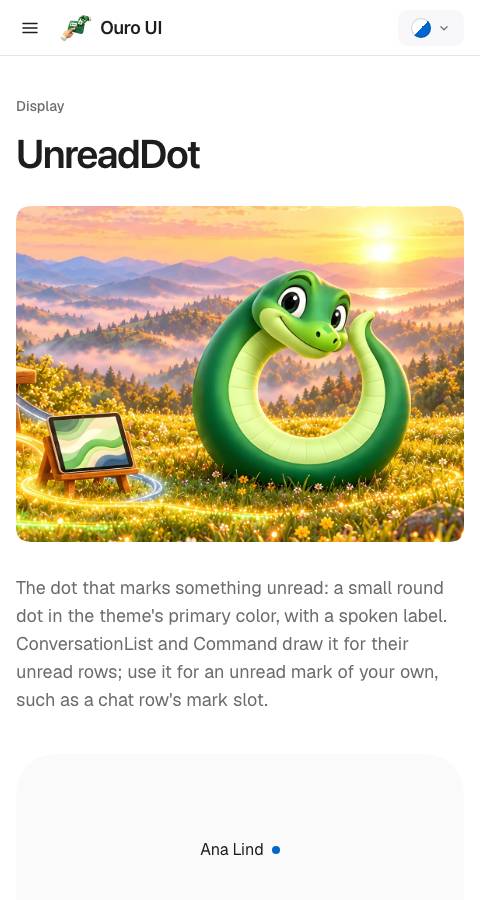 Ouro UI
Display
UnreadDot
The dot that marks something unread: a small round
dot in the theme's primary color, with a spoken label.
ConversationList and Command draw it for their
unread rows; use it for an unread mark of your own,
such as a chat row's mark slot.
Ana Lind